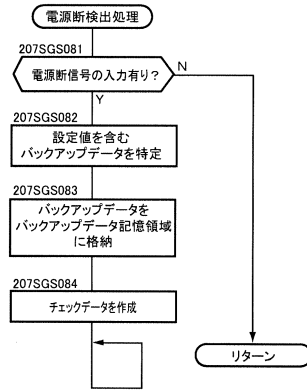 電源断検出処理
207SGS081
電源断信号の入力有り？
N
Y
207SGS082
設定値を含む
バックアップデータを特定
207SGS083
バックアップデータを
バックアップデータ記憶領域
に格納
207SGS084
チェックデータを作成
リターン